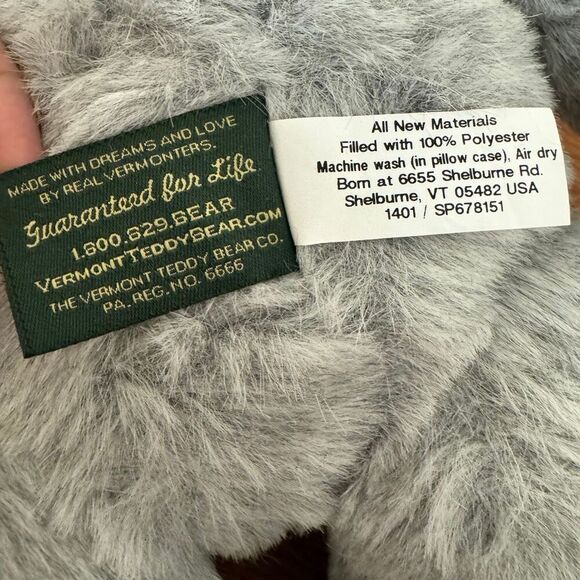 MADE WITH DREAMS AND LOVE
BY REAL VERMONTERS.
Guaranteed for Life
1.800.829.BEAR
VERMONTTEDDYBEAR.COM
THE VERMONT TEDDY BEAR CO.
PA. REG. NO. 6666
All New Materials
Filled with 100% Polyester
Machine wash (in pillow case), Air dry
Born at 6655 Shelburne Rd.
Shelburne, VT 05482 USA
1401 / SP678151